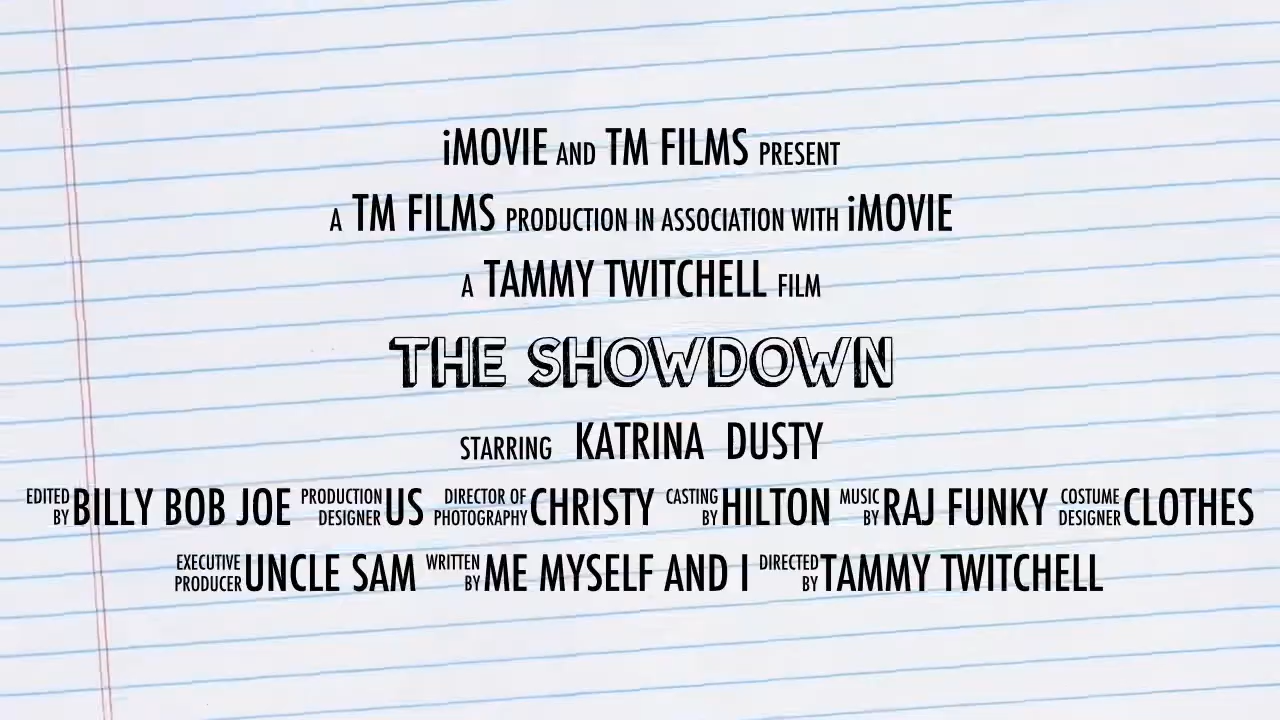 iMOVIE AND TM FILMS PRESENT
A TM FILMS PRODUCTION IN ASSOCIATION WITH iMOVIE
A TAMMY TWITCHELL FILM
THE SHOWDOWN
STARRING KATRINA DUSTY
EDITED BY BILLY BOB JOE PRODUCTION DESIGNER US DIRECTOR OF PHOTOGRAPHY CHRISTY CASTING BY HILTON MUSIC BY RAJ FUNKY COSTUME DESIGNER CLOTHES
EXECUTIVE PRODUCER UNCLE SAM WRITTEN BY ME MYSELF AND I DIRECTED BY TAMMY TWITCHELL